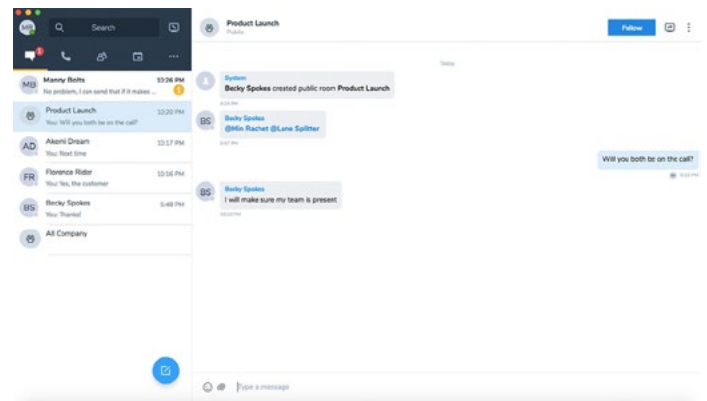 MB
Search
1
MB
Manny Bolts
10:26 PM
No problem, I can send that if it makes ...
Product Launch
10:20 PM
You: Will you both be on the call?
AD
Akemi Dream
10:17 PM
You: Next time
FR
Florence Rider
10:16 PM
You: Yes, the customer
BS
Becky Spokes
5:48 PM
You: Thanks!
All Company
Product Launch
Public
Follow
Today
System
Becky Spokes created public room Product Launch
BS
Becky Spokes
@Min Rachet @Luna Splitter
Will you both be on the call?
BS
Becky Spokes
I will make sure my team is present
Type a message